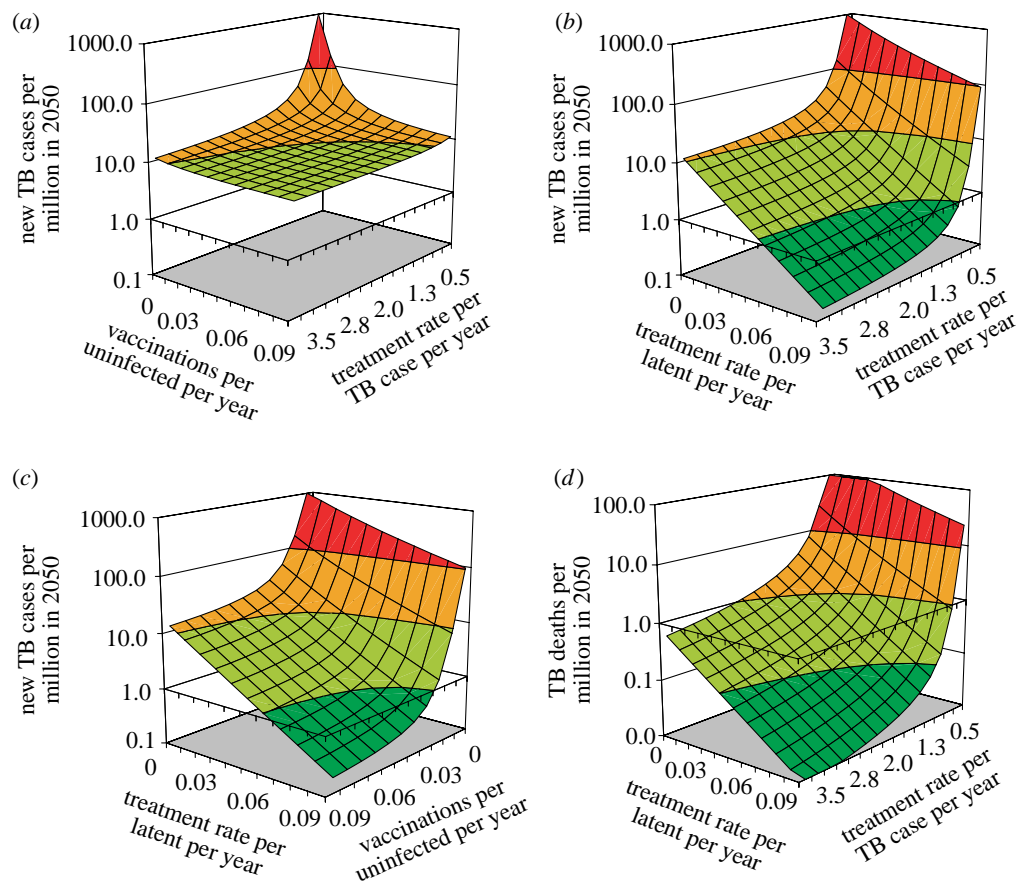 (a)
new TB cases per
million in 2050
1000.0
100.0
10.0
1.0
0.1
0
0.03
0.06
0.09
vaccinations per
uninfected per year
3.5
2.8
2.0
1.3
0.5
treatment rate per
TB case per year
(b)
new TB cases per
million in 2050
1000.0
100.0
10.0
1.0
0.1
0
0.03
0.06
0.09
treatment rate per
latent per year
3.5
2.8
2.0
1.3
0.5
treatment rate per
TB case per year
(c)
new TB cases per
million in 2050
1000.0
100.0
10.0
1.0
0.1
0
0.03
0.06
0.09
treatment rate per
latent per year
0.09
0.06
0.03
0
vaccinations per
uninfected per year
(d)
TB deaths per
million in 2050
100.0
10.0
1.0
0.1
0.0
0
0.03
0.06
0.09
treatment rate per
latent per year
3.5
2.8
2.0
1.3
0.5
treatment rate per
TB case per year